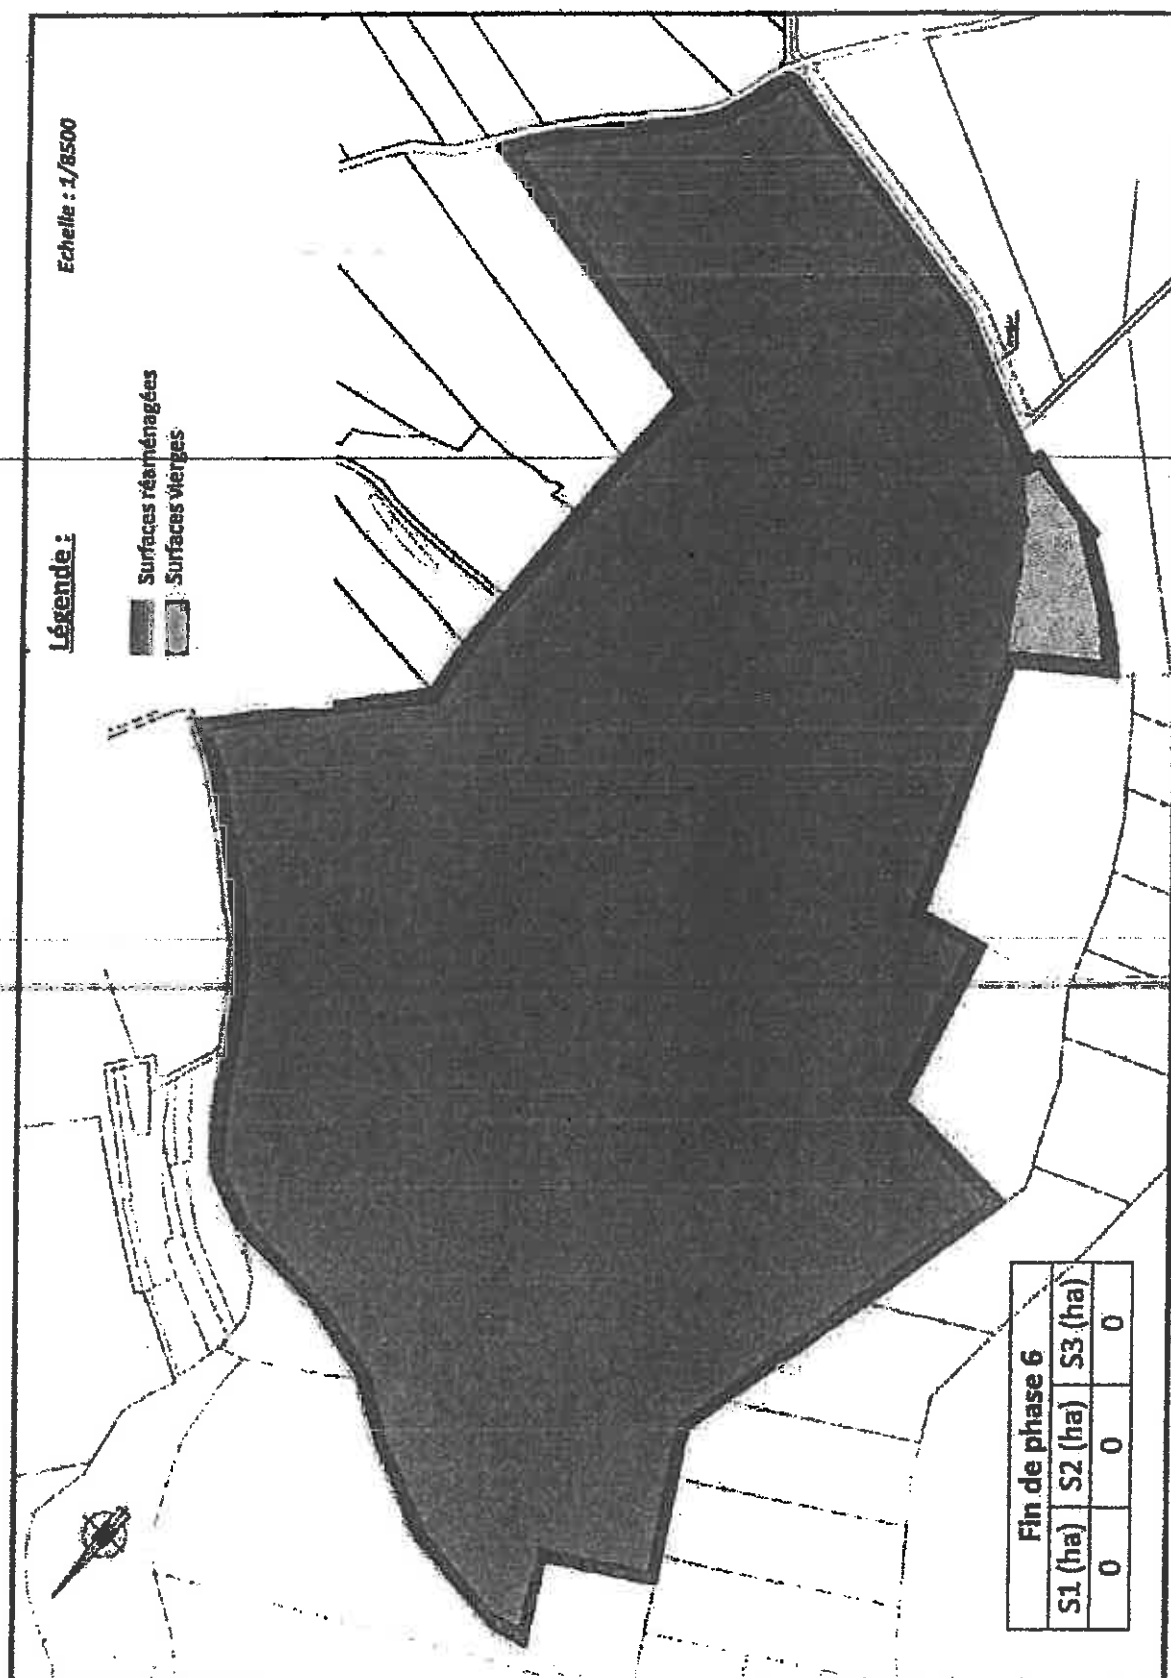 Echelle : 1/8500
Légende :
Surfaces réaménagées
Surfaces vierges
Fin de phase 6
S1 (ha) S2 (ha) S3 (ha)
0 0 0